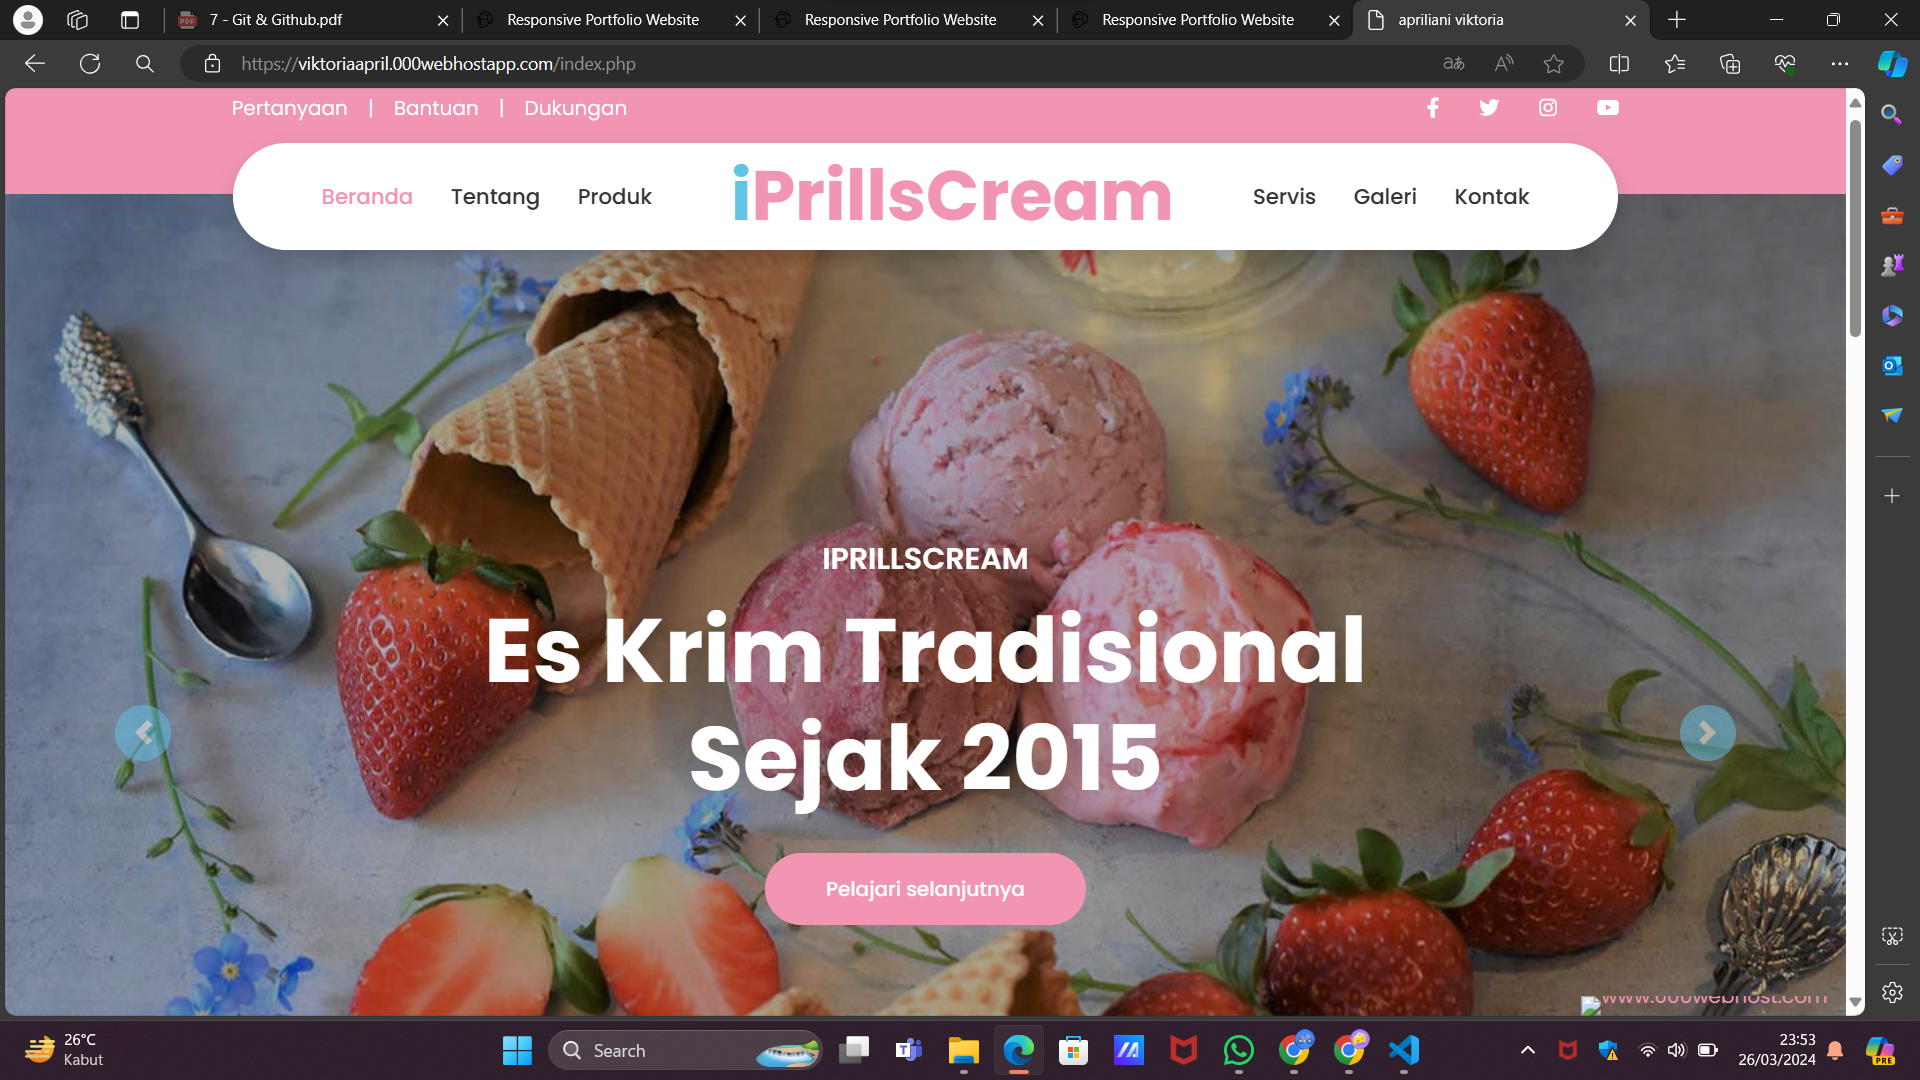 7 - Git & Github.pdf
Responsive Portfolio Website
Responsive Portfolio Website
Responsive Portfolio Website
apriliani viktoria
https://viktoriaapril.000webhostapp.com/index.php
Pertanyaan | Bantuan | Dukungan
Beranda Tentang Produk iPrillsCream Servis Galeri Kontak
IPRILLSCREAM
Es Krim Tradisional
Sejak 2015
Pelajari selanjutnya
www.000webhost.com
26°C
Kabut
Search
23:53
26/03/2024
PRE